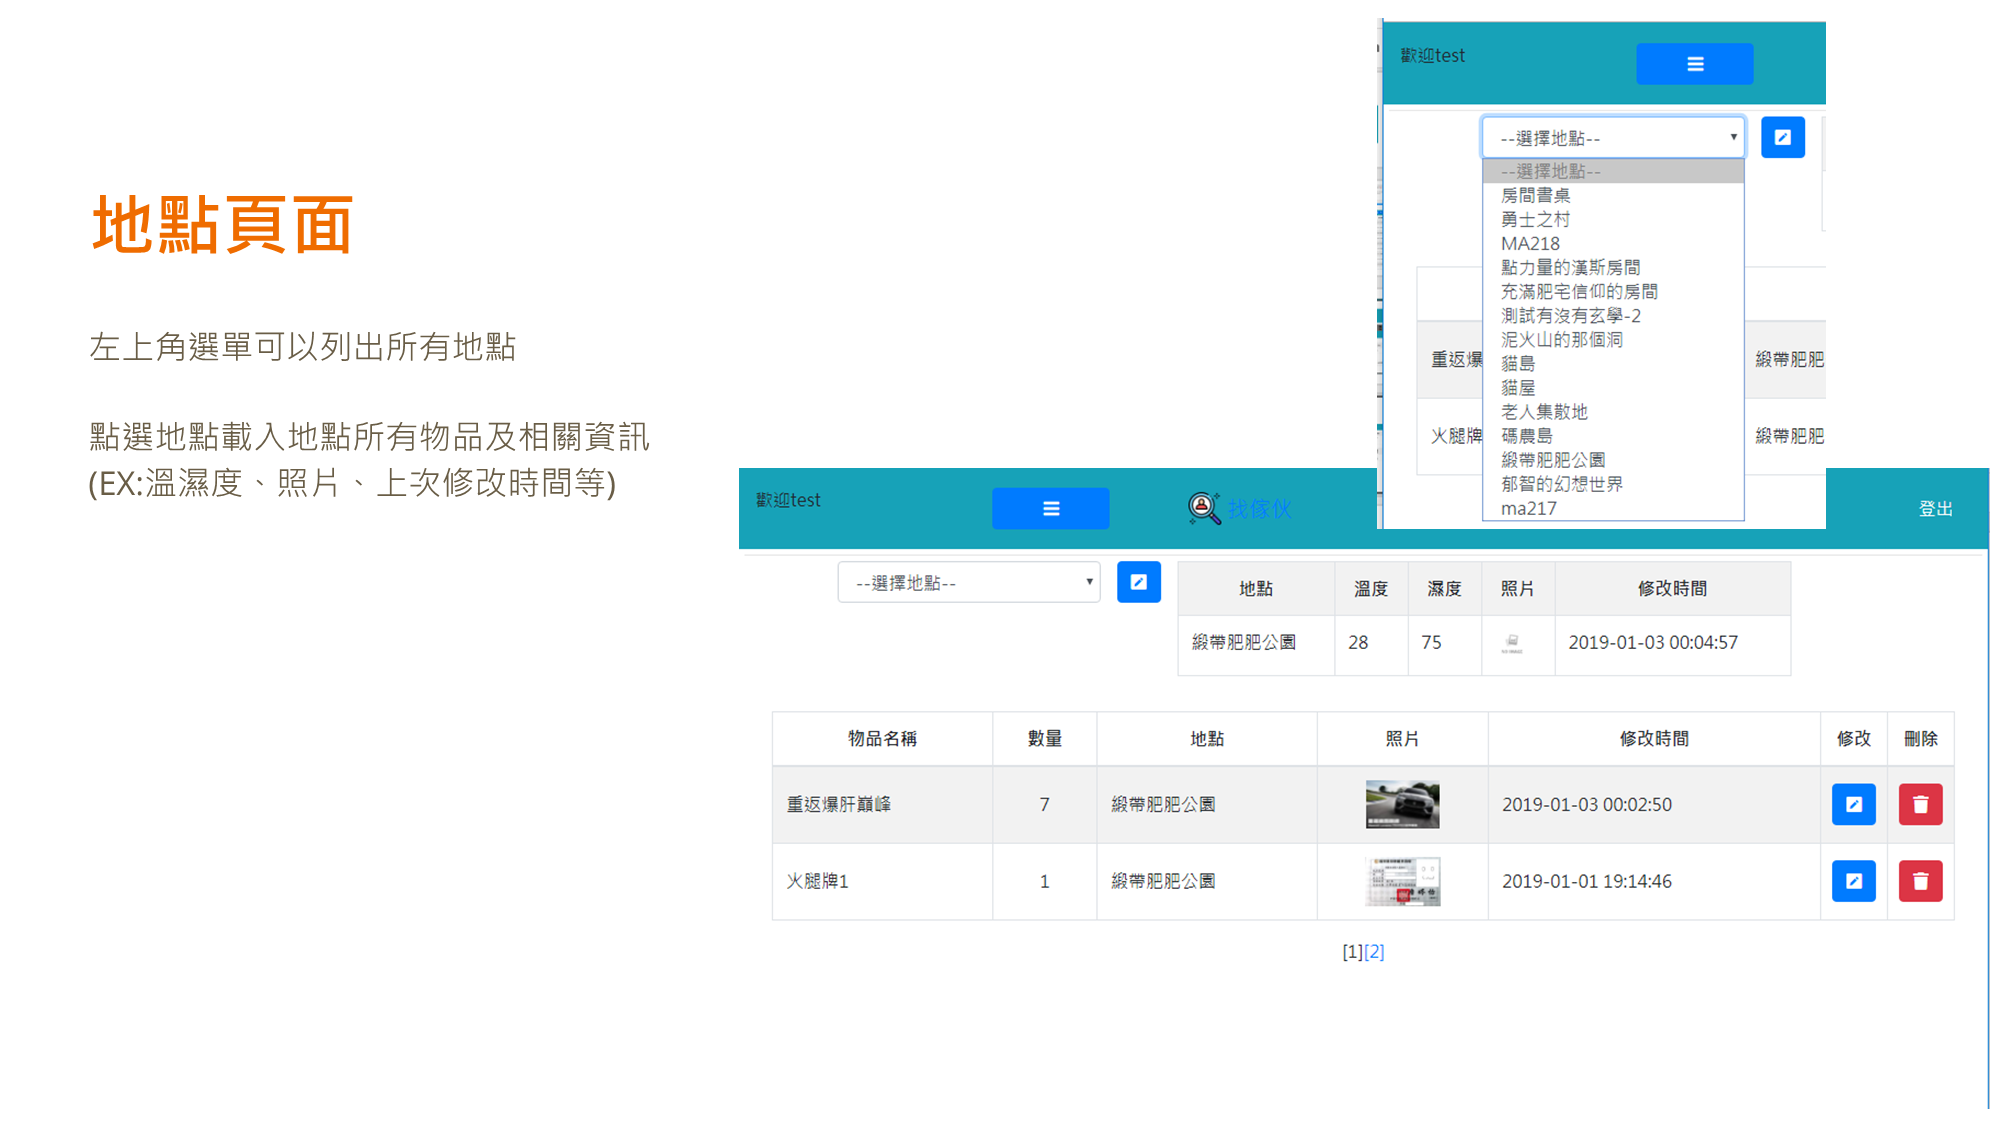 地點頁面
左上角選單可以列出所有地點
點選地點載入地點所有物品及相關資訊
(EX:溫濕度、照片、上次修改時間等)
歡迎test
--選擇地點--
--選擇地點--
房間書桌
勇士之村
MA218
點力量的漢斯房間
充滿肥宅信仰的房間
測試有沒有玄學-2
泥火山的那個洞
貓島
貓屋
老人集散地
碼農島
緞帶肥肥公園
郁智的幻想世界
ma217
重返爆 緞帶肥肥
火腿牌 緞帶肥肥
歡迎test 找傢伙 登出
--選擇地點--
地點 溫度 濕度 照片 修改時間
緞帶肥肥公園 28 75 2019-01-03 00:04:57
物品名稱 數量 地點 照片 修改時間 修改 刪除
重返爆肝巔峰 7 緞帶肥肥公園 2019-01-03 00:02:50
火腿牌1 1 緞帶肥肥公園 2019-01-01 19:14:46
[1][2]